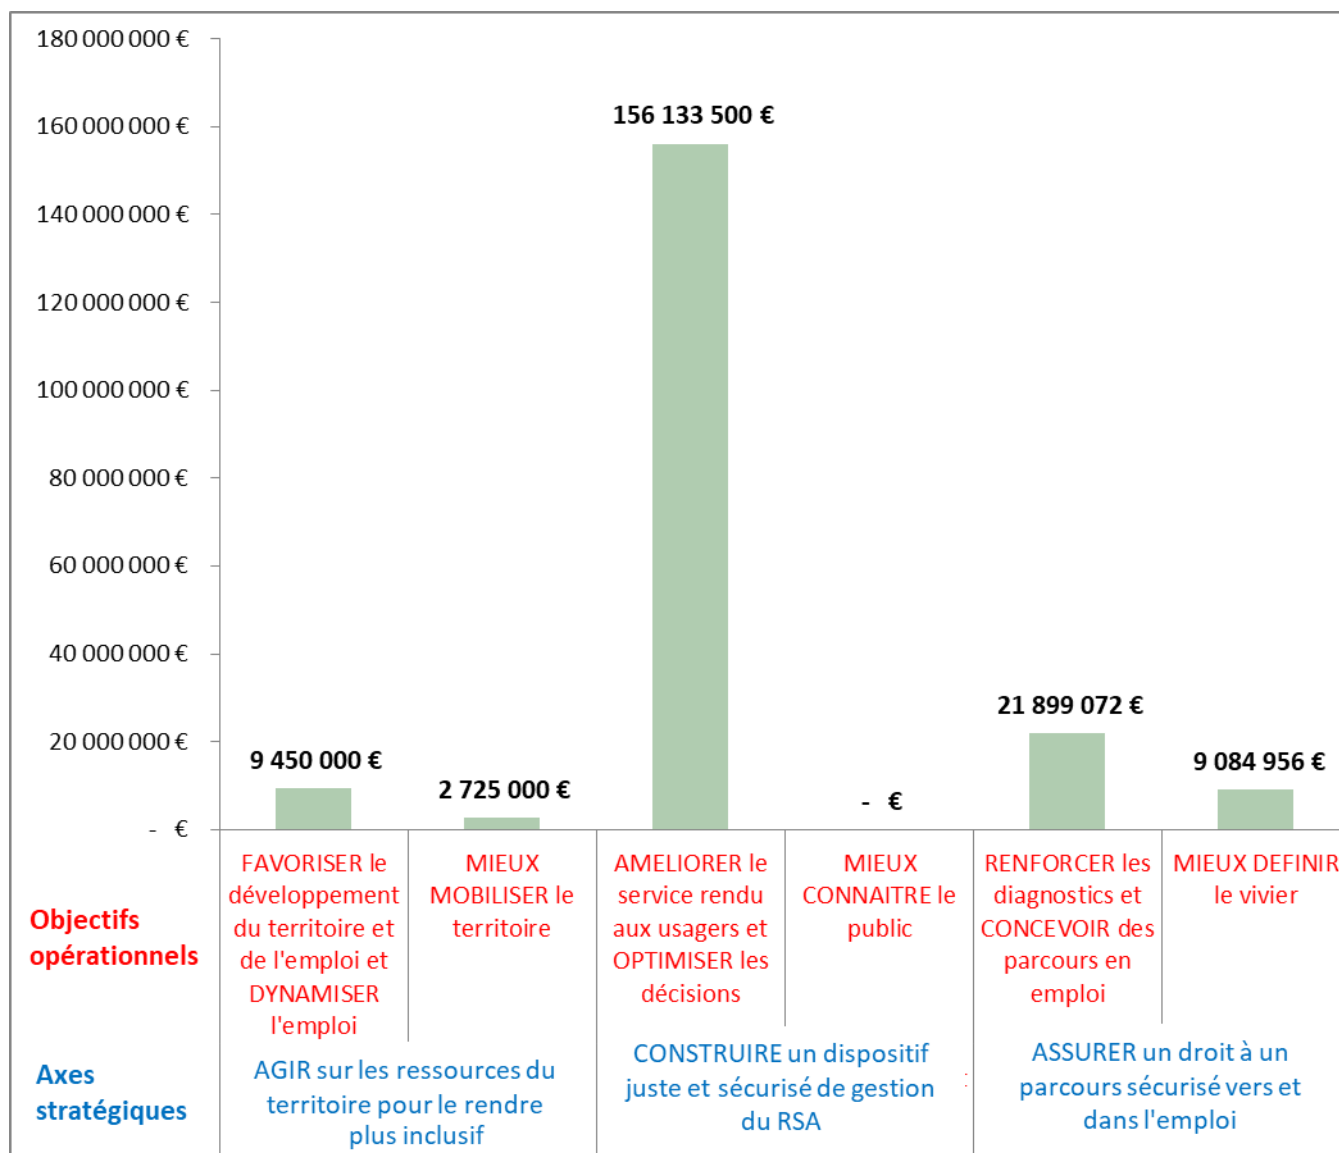 180 000 000 €
160 000 000 €
140 000 000 €
120 000 000 €
100 000 000 €
80 000 000 €
60 000 000 €
40 000 000 €
20 000 000 €
- €
9 450 000 €
2 725 000 €
156 133 500 €
- €
21 899 072 €
9 084 956 €
Objectifs
opérationnels
FAVORISER le
développement
du territoire et
de l'emploi et
DYNAMISER
l'emploi
MIEUX
MOBILISER le
territoire
AMELIORER le
service rendu
aux usagers et
OPTIMISER les
décisions
MIEUX
CONNAITRE le
public
RENFORCER les
diagnostics et
CONCEVOIR des
parcours en
emploi
MIEUX DEFINIR
le vivier
Axes
stratégiques
AGIR sur les ressources du
territoire pour le rendre
plus inclusif
CONSTRUIRE un dispositif
juste et sécurisé de gestion
du RSA
:
ASSURER un droit à un
parcours sécurisé vers et
dans l'emploi